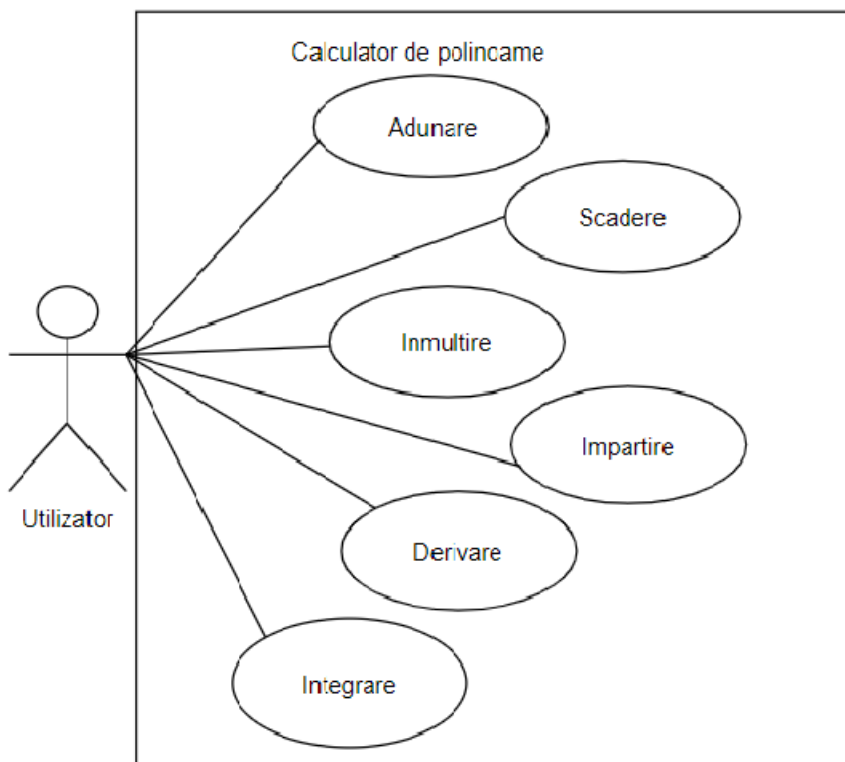 Calculator de polincame
Adunare
Scadere
Inmultire
Impartire
Utilizator
Derivare
Integrare